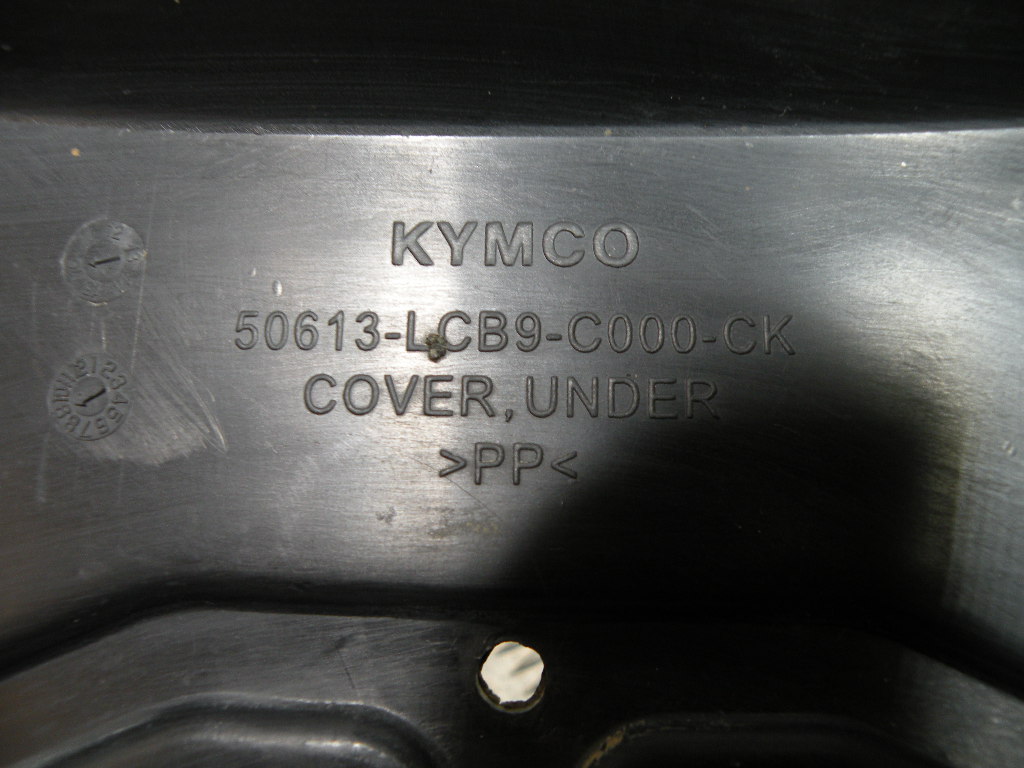 KYMCO
50613-LCB9-C000-CK
COVER, UNDER
>PP<